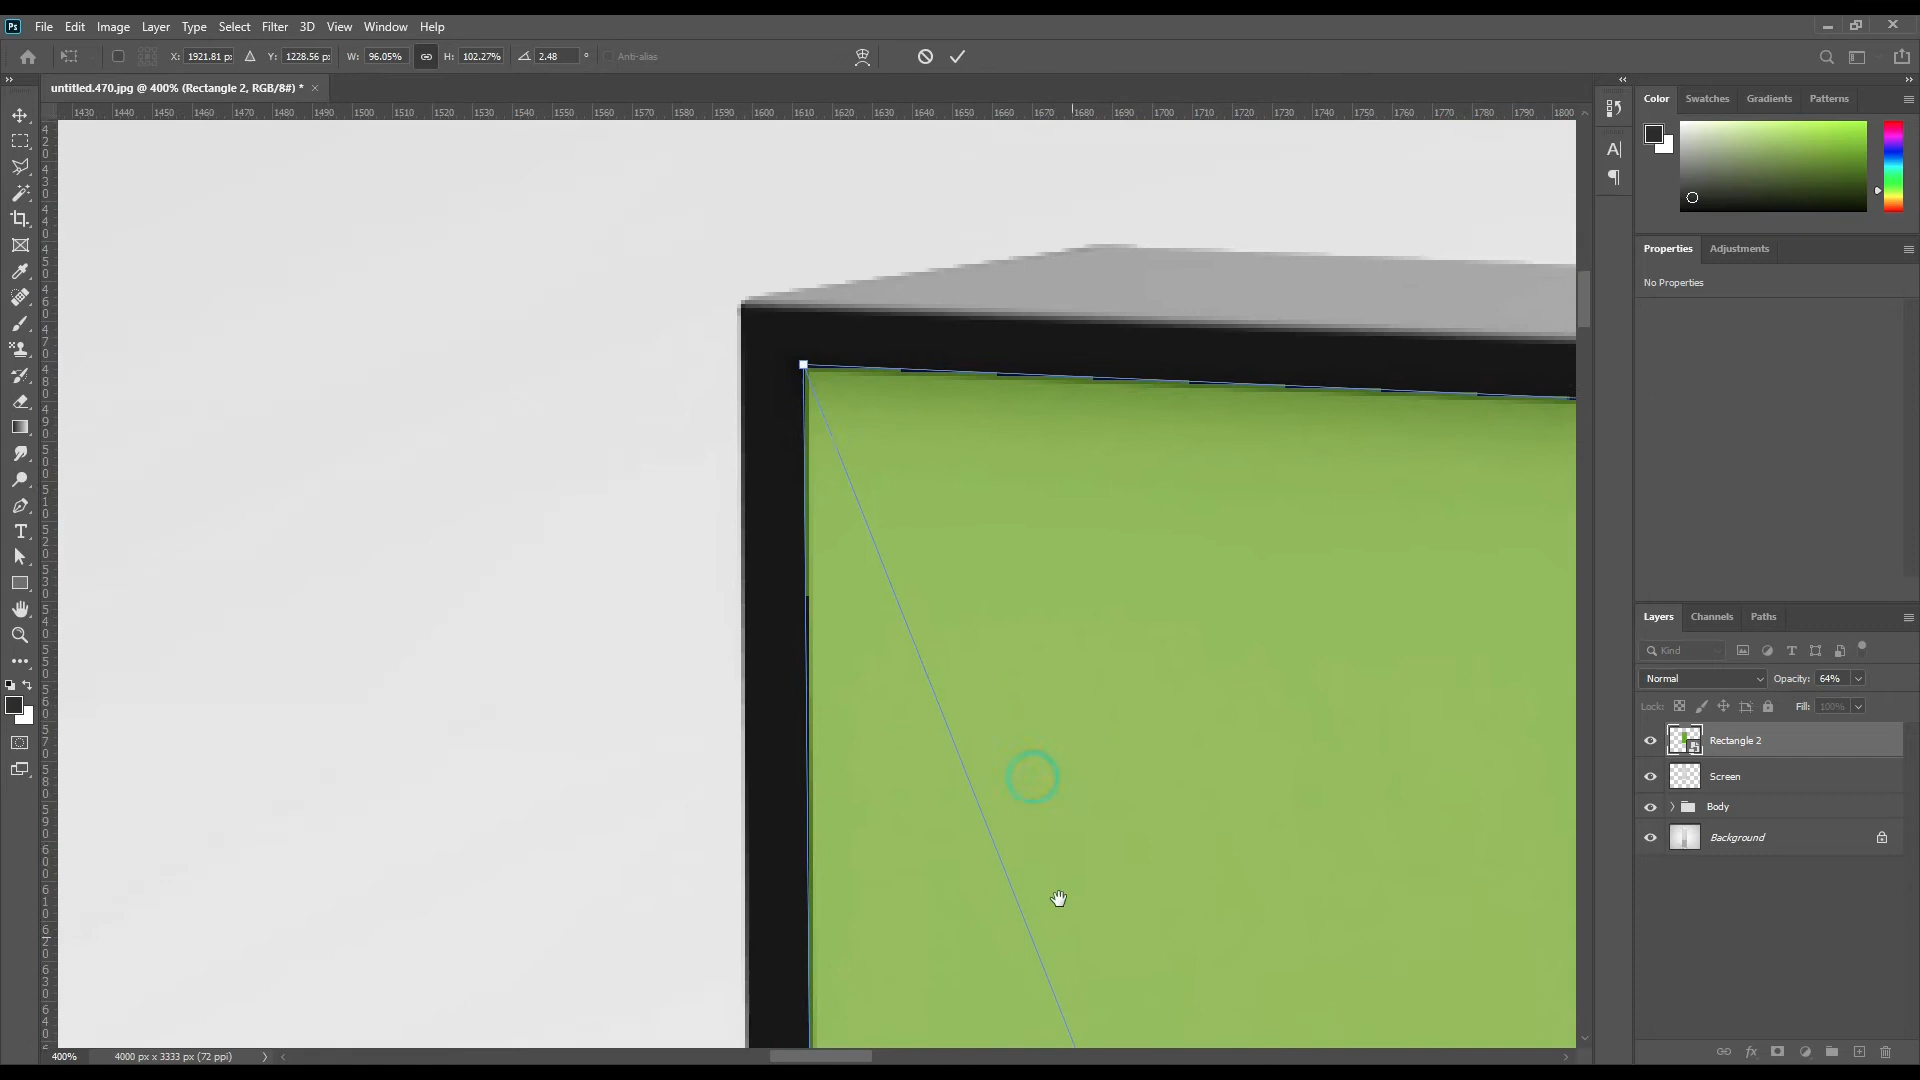 Ps File Edit Image Layer Type Select Filter 3D View Window Help
X: 1921.81 p: Y: 1228.56 p: W: 96.05% H: 102.27% 2.48 ° Anti-alias
untitled.470.jpg @ 400% (Rectangle 2, RGB/8#) * ×
1430 1440 1450 1460 1470 1480 1490 1500 1510 1520 1530 1540 1550 1560 1570 1580 1590 1600 1610 1620 1630 1640 1650 1660 1670 1680 1690 1700 1710 1720 1730 1740 1750 1760 1770 1780 1790 1800
Color Swatches Gradients Patterns
Properties Adjustments
No Properties
Layers Channels Paths
Kind
Normal Opacity: 64%
Lock: Fill: 100%
Rectangle 2
Screen
Body
Background
400% 4000 px x 3333 px (72 ppi)